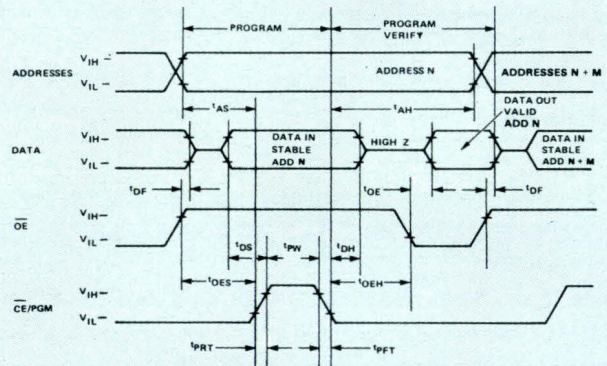 PROGRAM
PROGRAM
VERIFY
VIH
ADDRESSES
ADDRESS N
ADDRESSES N + M
VIL
tAS
tAH
DATA OUT
VALID
ADD N
VIH
DATA
DATA IN
STABLE
ADD N
HIGH Z
DATA IN
STABLE
ADD N + M
VIL
tDF
tOE
tDF
VIH
OE
VIL
tDS
tPW
tDH
tOES
tOEH
VIH
CE/PGM
VIL
tPRT
tPFT